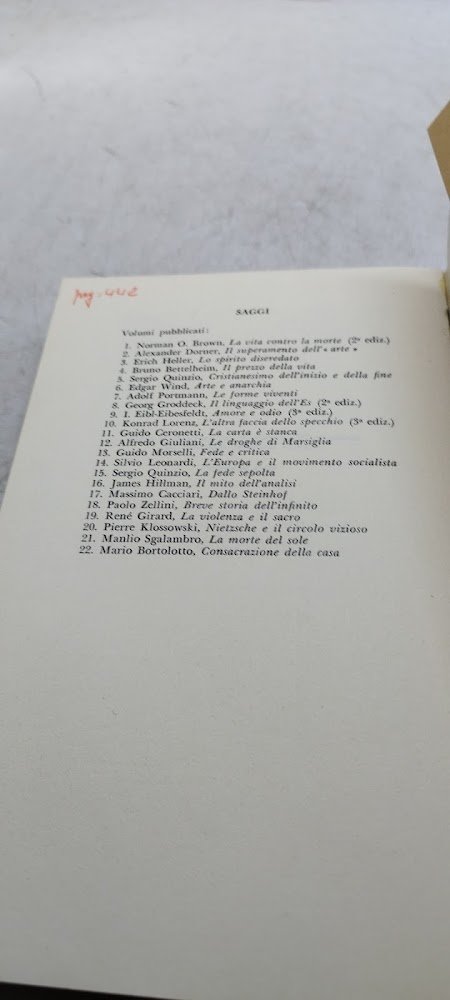 pag. 442
SAGGI
Volumi pubblicati:
1. Norman O. Brown, La vita contro la morte (2ª ediz.)
2. Alexander Dorner, Il superamento dell'« arte »
3. Erich Heller, Lo spirito diseredato
4. Bruno Bettelheim, Il prezzo della vita
5. Sergio Quinzio, Cristianesimo dell'inizio e della fine
6. Edgar Wind, Arte e anarchia
7. Adolf Portmann, Le forme viventi
8. Georg Groddeck, Il linguaggio dell'Es (2ª ediz.)
9. I. Eibl-Eibesfeldt, Amore e odio (3ª ediz.)
10. Konrad Lorenz, L'altra faccia dello specchio (3ª ediz.)
11. Guido Ceronetti, La carta è stanca
12. Alfredo Giuliani, Le droghe di Marsiglia
13. Guido Morselli, Fede e critica
14. Silvio Leonardi, L'Europa e il movimento socialista
15. Sergio Quinzio, La fede sepolta
16. James Hillman, Il mito dell'analisi
17. Massimo Cacciari, Dallo Steinhof
18. Paolo Zellini, Breve storia dell'infinito
19. René Girard, La violenza e il sacro
20. Pierre Klossowski, Nietzsche e il circolo vizioso
21. Manlio Sgalambro, La morte del sole
22. Mario Bortolotto, Consacrazione della casa